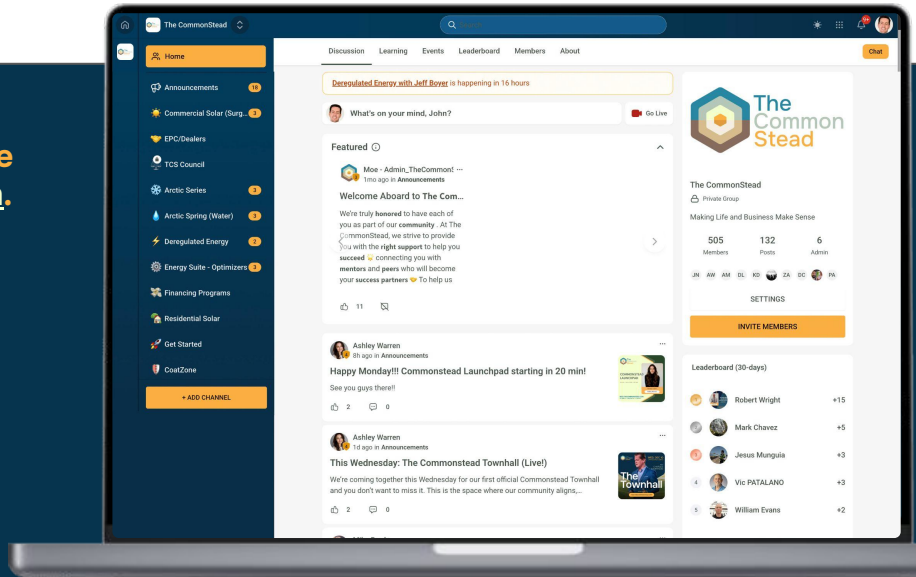 e
.
The CommonStead
9+
Home
Announcements 18
Commercial Solar (Surg... 3
EPC/Dealers
TCS Council
Arctic Series 3
Arctic Spring (Water) 3
Deregulated Energy 2
Energy Suite - Optimizers 3
Financing Programs
Residential Solar
Get Started
CoatZone
+ ADD CHANNEL
Discussion Learning Events Leaderboard Members About
Chat
Deregulated Energy with Jeff Boyer is happening in 16 hours
What's on your mind, John?
Go Live
Featured
Moe - Admin_TheCommon! ...
1mo ago in Announcements
Welcome Aboard to The Com...
We're truly honored to have each of
you as part of our community . At The
CommonStead, we strive to provide
you with the right support to help you
succeed connecting you with
mentors and peers who will become
your success partners To help us
11
Ashley Warren
8h ago in Announcements
...
Happy Monday!!! Commonstead Launchpad starting in 20 min!
See you guys there!!
2 0
COMMONSTEAD
LAUNCHPAD
Ashley Warren
1d ago in Announcements
...
This Wednesday: The Commonstead Townhall (Live!)
We're coming together this Wednesday for our first official Commonstead Townhall
and you don't want to miss it. This is the space where our community aligns,...
2 0
The
Townhall
The
Common
Stead
The CommonStead
Private Group
Making Life and Business Make Sense
505 132 6
Members Posts Admin
JN AW AM DL KD ZA DC PA
SETTINGS
INVITE MEMBERS
Leaderboard (30-days)
Robert Wright +15
Mark Chavez +5
Jesus Munguia +3
4 Vic PATALANO +3
5 William Evans +2